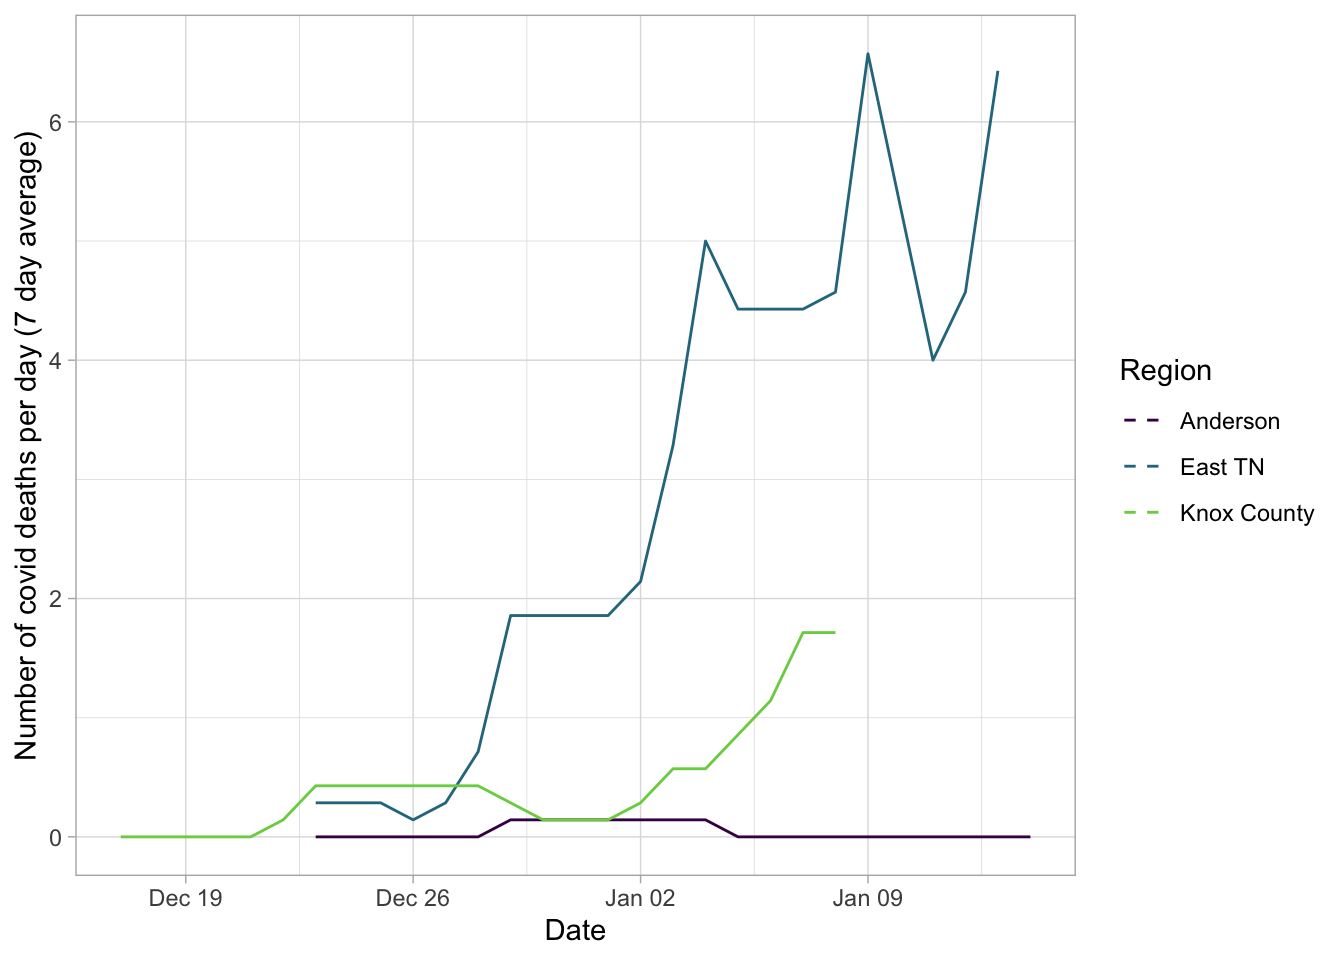 Number of covid deaths per day (7 day average)
6
4
2
0
Dec 19
Dec 26
Jan 02
Jan 09
Date
Region
Anderson
East TN
Knox County